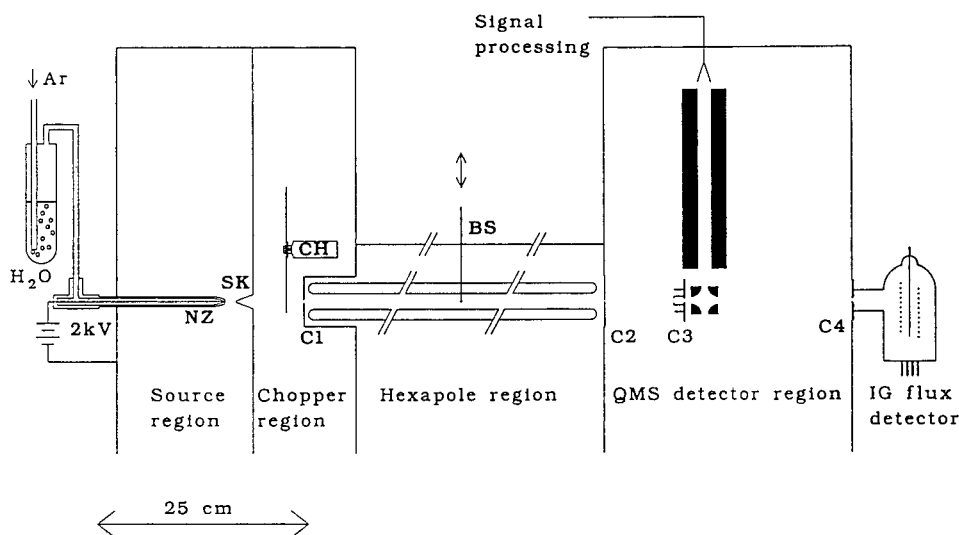 Signal
processing
Ar
H₂O
2kV
NZ
SK
CH
C1
BS
C2
C3
C4
Source
region
Chopper
region
Hexapole region
QMS detector region
IG flux
detector
25 cm